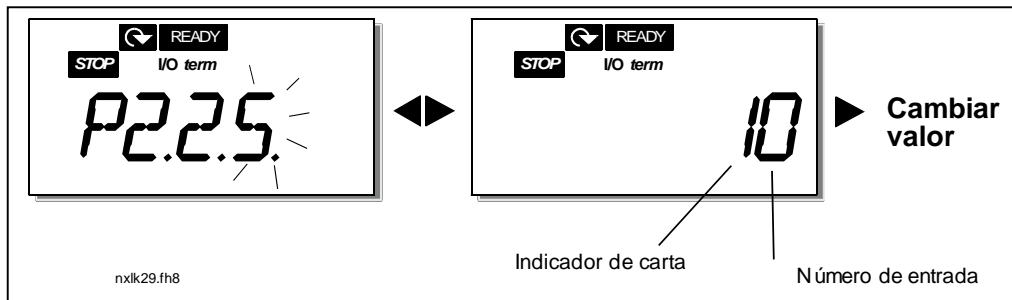 READY
STOP I/O term
P2.2.5.
READY
STOP I/O term
10
Cambiar
valor
Indicador de carta
Número de entrada
nxlk29.fh8